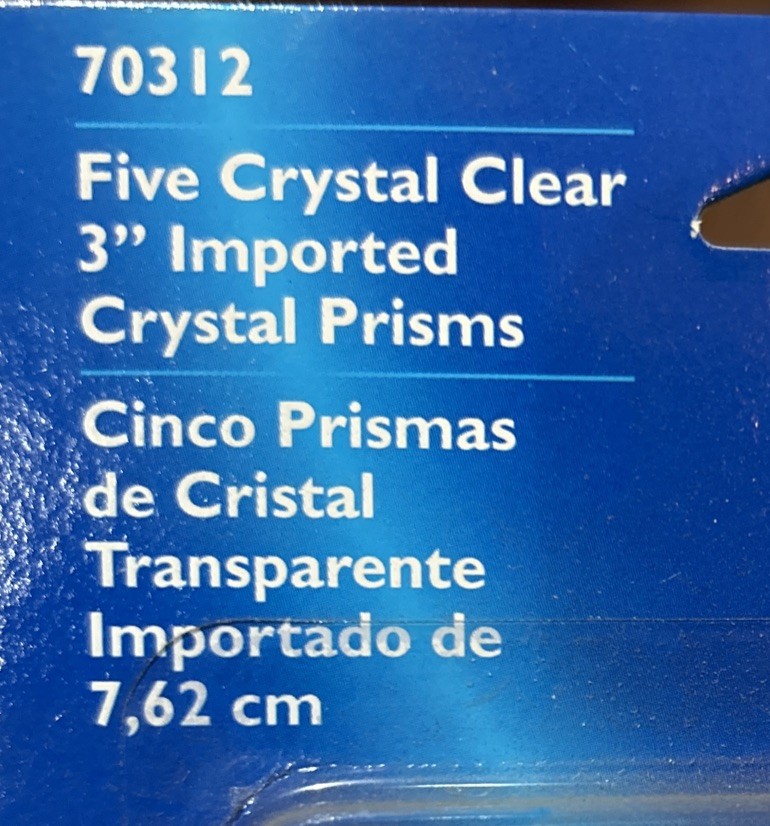 70312
Five Crystal Clear
3” Imported
Crystal Prisms
Cinco Prismas
de Cristal
Transparente
Importado de
7,62 cm